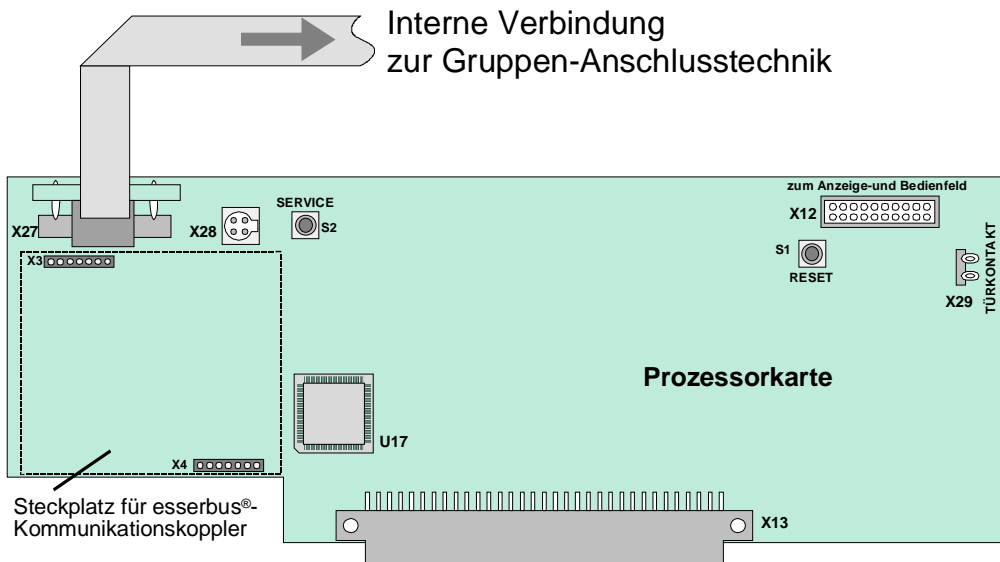 Interne Verbindung
zur Gruppen-Anschlusstechnik
zum Anzeige-und Bedienfeld
X12
SERVICE
S2
X27
X28
X3
S1
RESET
X29
TÜRKONTAKT
Prozessorkarte
U17
X4
Steckplatz für esserbus®-
Kommunikationskoppler
X13